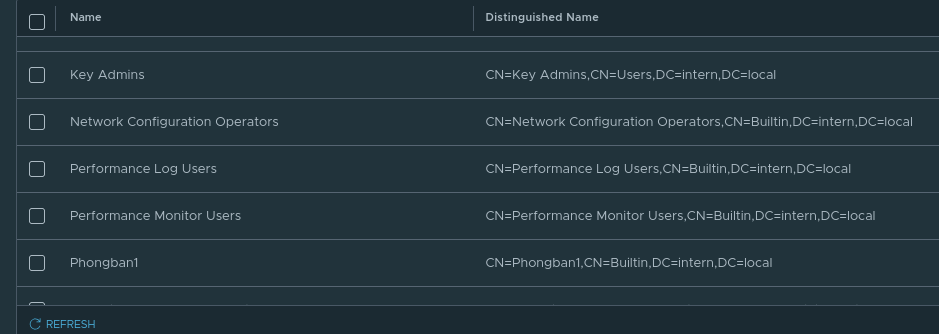 Name Distinguished Name
Key Admins CN=Key Admins,CN=Users,DC=intern,DC=local
Network Configuration Operators CN=Network Configuration Operators,CN=Builtin,DC=intern,DC=local
Performance Log Users CN=Performance Log Users,CN=Builtin,DC=intern,DC=local
Performance Monitor Users CN=Performance Monitor Users,CN=Builtin,DC=intern,DC=local
Phongban1 CN=Phongban1,CN=Builtin,DC=intern,DC=local
REFRESH